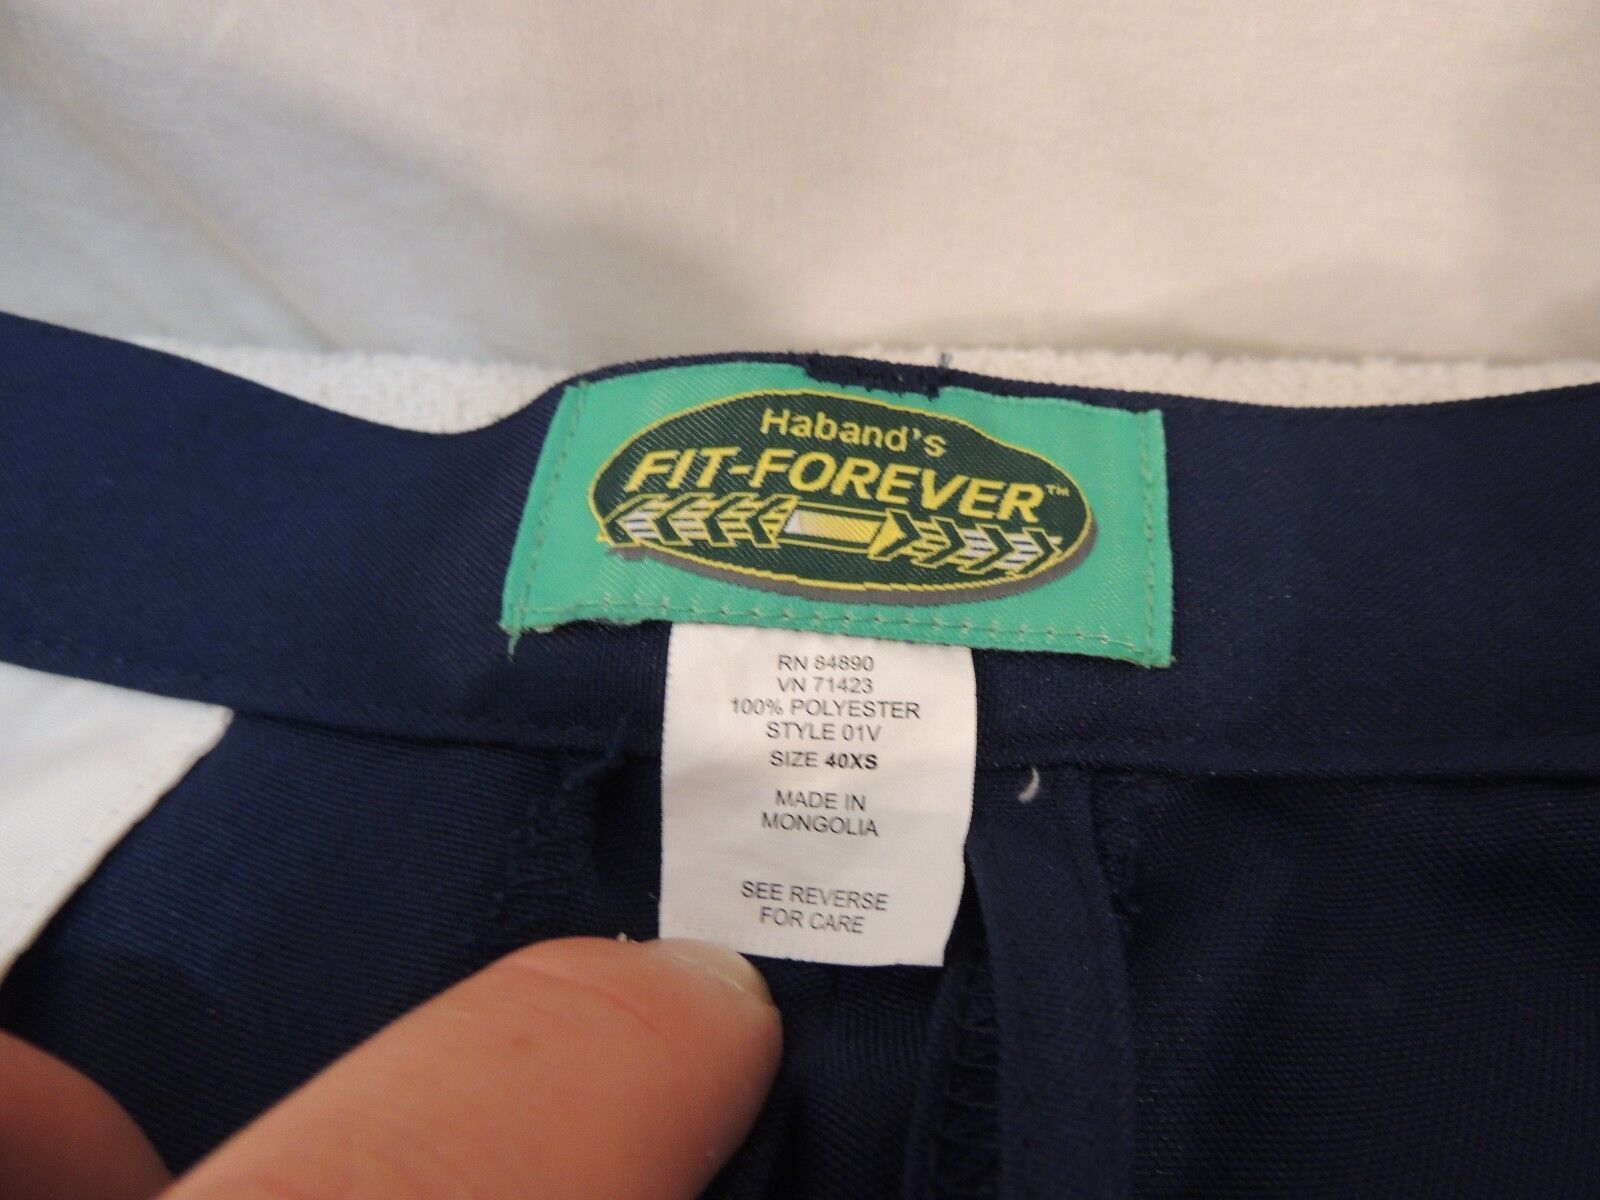 Haband's
FIT-FOREVER™
RN 84890
VN 71423
100% POLYESTER
STYLE 01V
SIZE 40XS
MADE IN
MONGOLIA
SEE REVERSE
FOR CARE